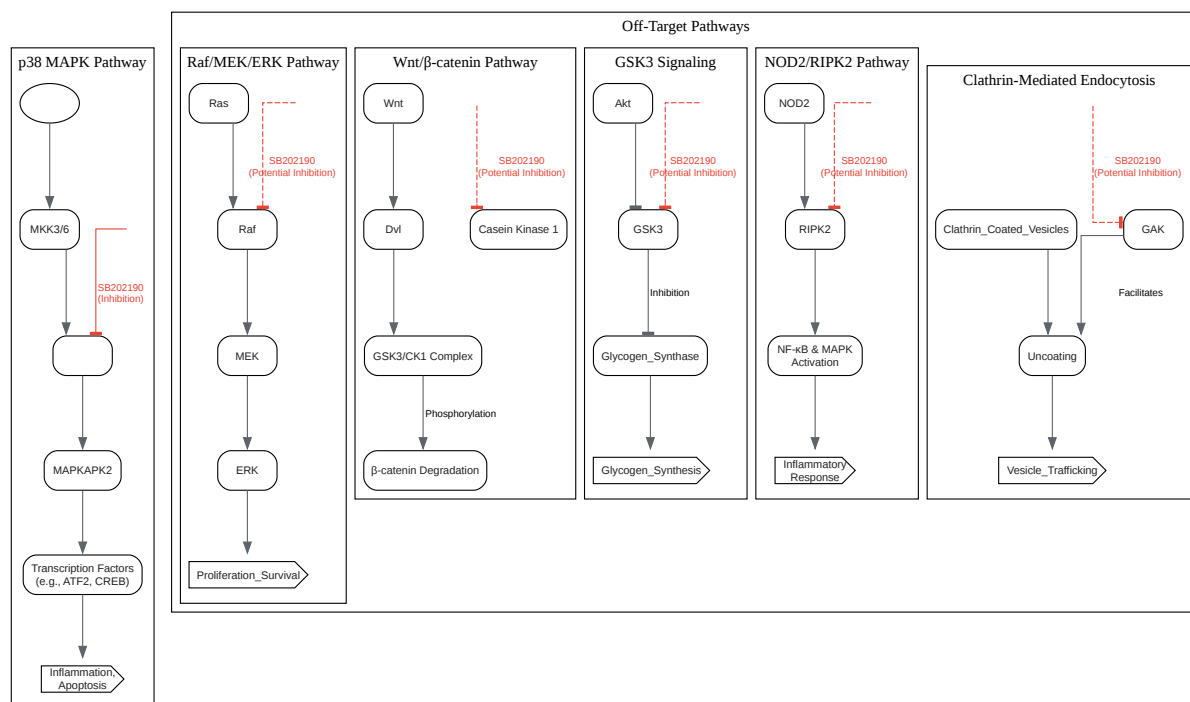 Off-Target Pathways
p38 MAPK Pathway
MKK3/6
SB202190
(Inhibition)
MAPKAPK2
Transcription Factors
(e.g., ATF2, CREB)
Inflammation,
Apoptosis
Raf/MEK/ERK Pathway
Ras
SB202190
(Potential Inhibition)
Raf
MEK
ERK
Proliferation_Survival
Wnt/β-catenin Pathway
Wnt
SB202190
(Potential Inhibition)
Dvl
Casein Kinase 1
GSK3/CK1 Complex
Phosphorylation
β-catenin Degradation
GSK3 Signaling
Akt
SB202190
(Potential Inhibition)
GSK3
Inhibition
Glycogen_Synthase
Glycogen_Synthesis
NOD2/RIPK2 Pathway
NOD2
SB202190
(Potential Inhibition)
RIPK2
NF-κB & MAPK
Activation
Inflammatory
Response
Clathrin-Mediated Endocytosis
SB202190
(Potential Inhibition)
Clathrin_Coated_Vesicles
GAK
Facilitates
Uncoating
Vesicle_Trafficking